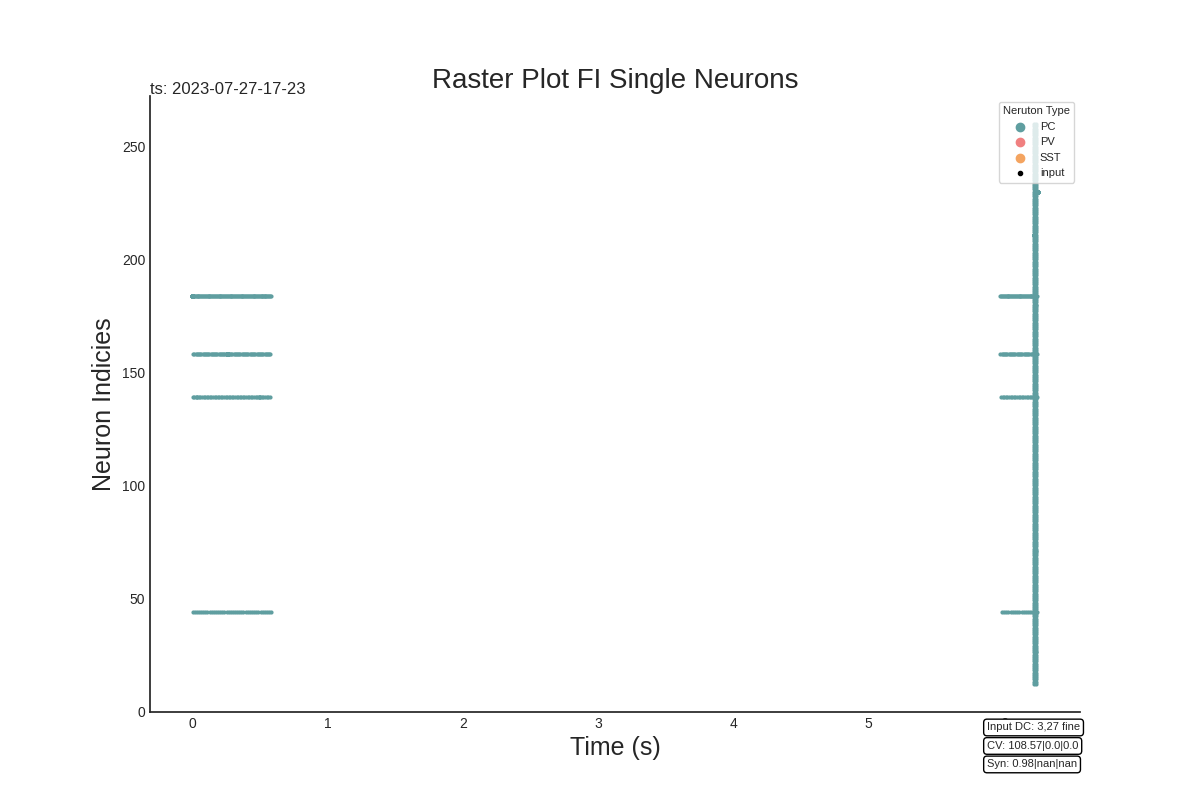 Raster Plot FI Single Neurons
ts: 2023-07-27-17-23
Neruton Type
PC
PV
SST
input
Neuron Indicies
250
200
150
100
50
0
0 1 2 3 4 5
Time (s)
Input DC: 3,27 fine
CV: 108.57|0.0|0.0
Syn: 0.98|nan|nan